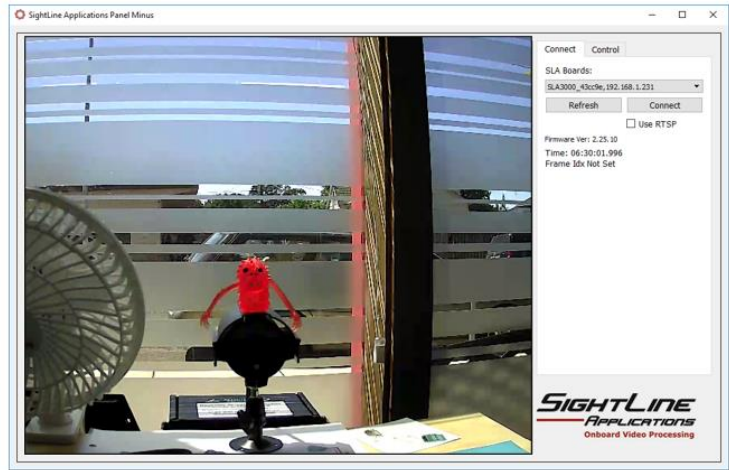 SightLine Applications Panel Minus
Connect Control
SLA Boards:
SLA3000_43cc9e,192.168.1.231
Refresh Connect
Use RTSP
Firmware Ver: 2.25.10
Time: 06:30:01.996
Frame Idx Not Set
SIGHTLINE
APPLICATIONS
Onboard Video Processing